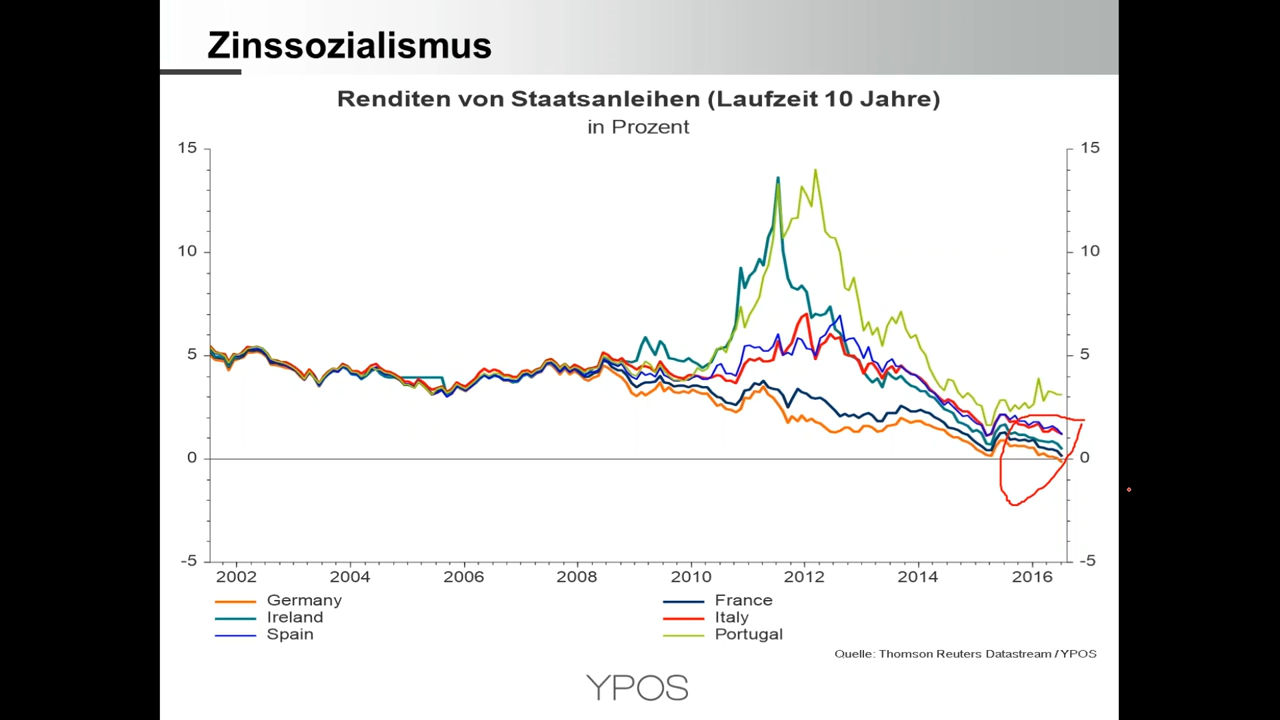 Zinssozialismus
Renditen von Staatsanleihen (Laufzeit 10 Jahre)
in Prozent
15 15
10 10
5 5
0 0
-5 -5
2002 2004 2006 2008 2010 2012 2014 2016
Germany France
Ireland Italy
Spain Portugal
Quelle: Thomson Reuters Datastream / YPOS
YPOS